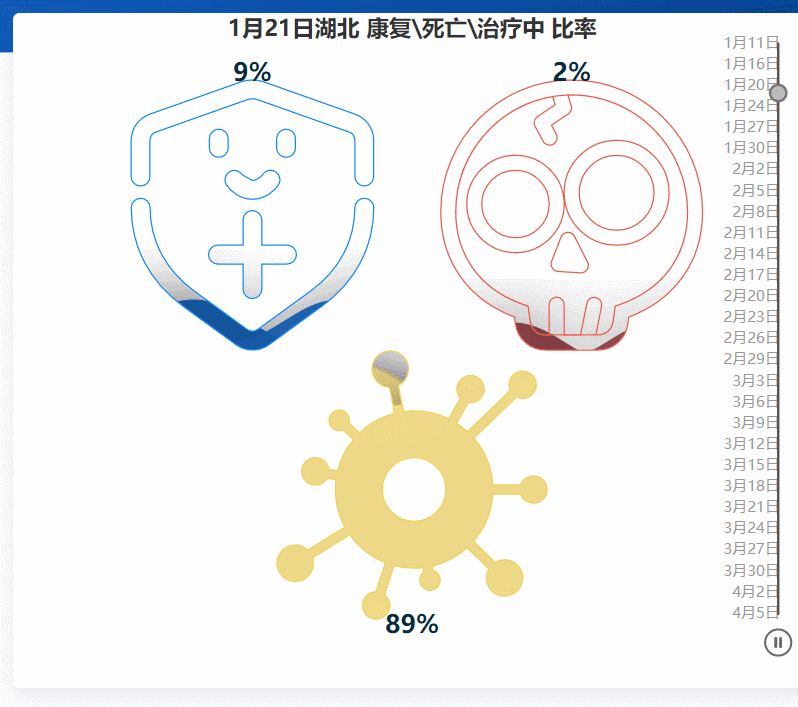 1月21日湖北 康复\死亡\治疗中 比率
9%
2%
89%
1月11日
1月16日
1月20日
1月24日
1月27日
1月30日
2月2日
2月5日
2月8日
2月11日
2月14日
2月17日
2月20日
2月23日
2月26日
2月29日
3月3日
3月6日
3月9日
3月12日
3月15日
3月18日
3月21日
3月24日
3月27日
3月30日
4月2日
4月5日